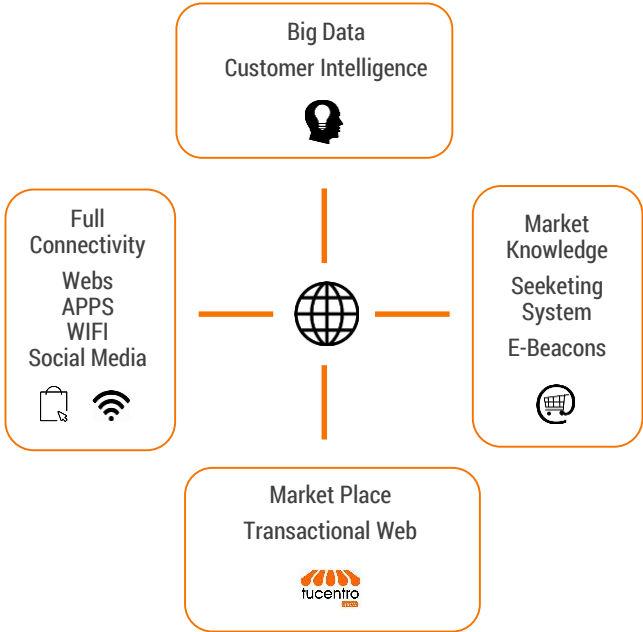 Big Data
Customer Intelligence
Full
Connectivity
Webs
APPS
WIFI
Social Media
Market
Knowledge
Seeketing
System
E-Beacons
Market Place
Transactional Web
tucentro